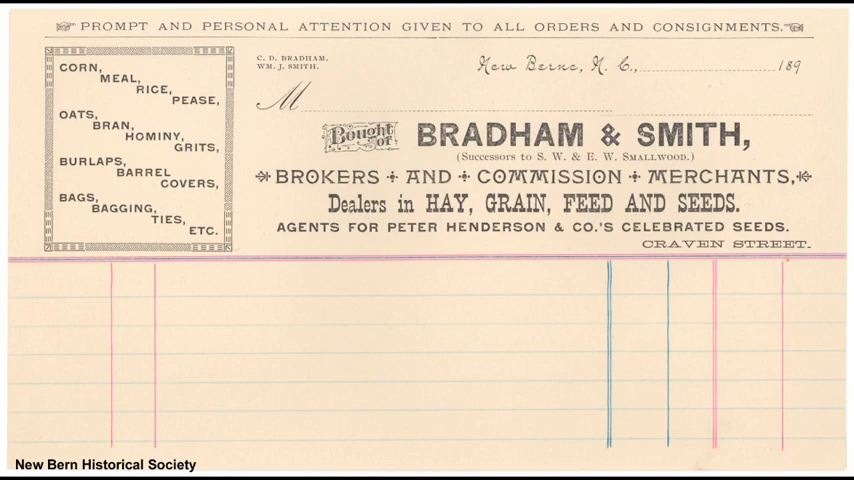 PROMPT AND PERSONAL ATTENTION GIVEN TO ALL ORDERS AND CONSIGNMENTS.
CORN,
MEAL,
RICE,
PEASE,
OATS,
BRAN,
HOMINY,
GRITS,
BURLAPS,
BARREL
COVERS,
BAGS,
BAGGING,
TIES,
ETC.
C. D. BRADHAM.
WM. J. SMITH.
New Berne, N. C., 189
M
Bought of BRADHAM & SMITH,
(Successors to S. W. & E. W. SMALLWOOD.)
BROKERS + AND + COMMISSION + MERCHANTS,
Dealers in HAY, GRAIN, FEED AND SEEDS.
AGENTS FOR PETER HENDERSON & CO.'S CELEBRATED SEEDS.
CRAVEN STREET.
New Bern Historical Society